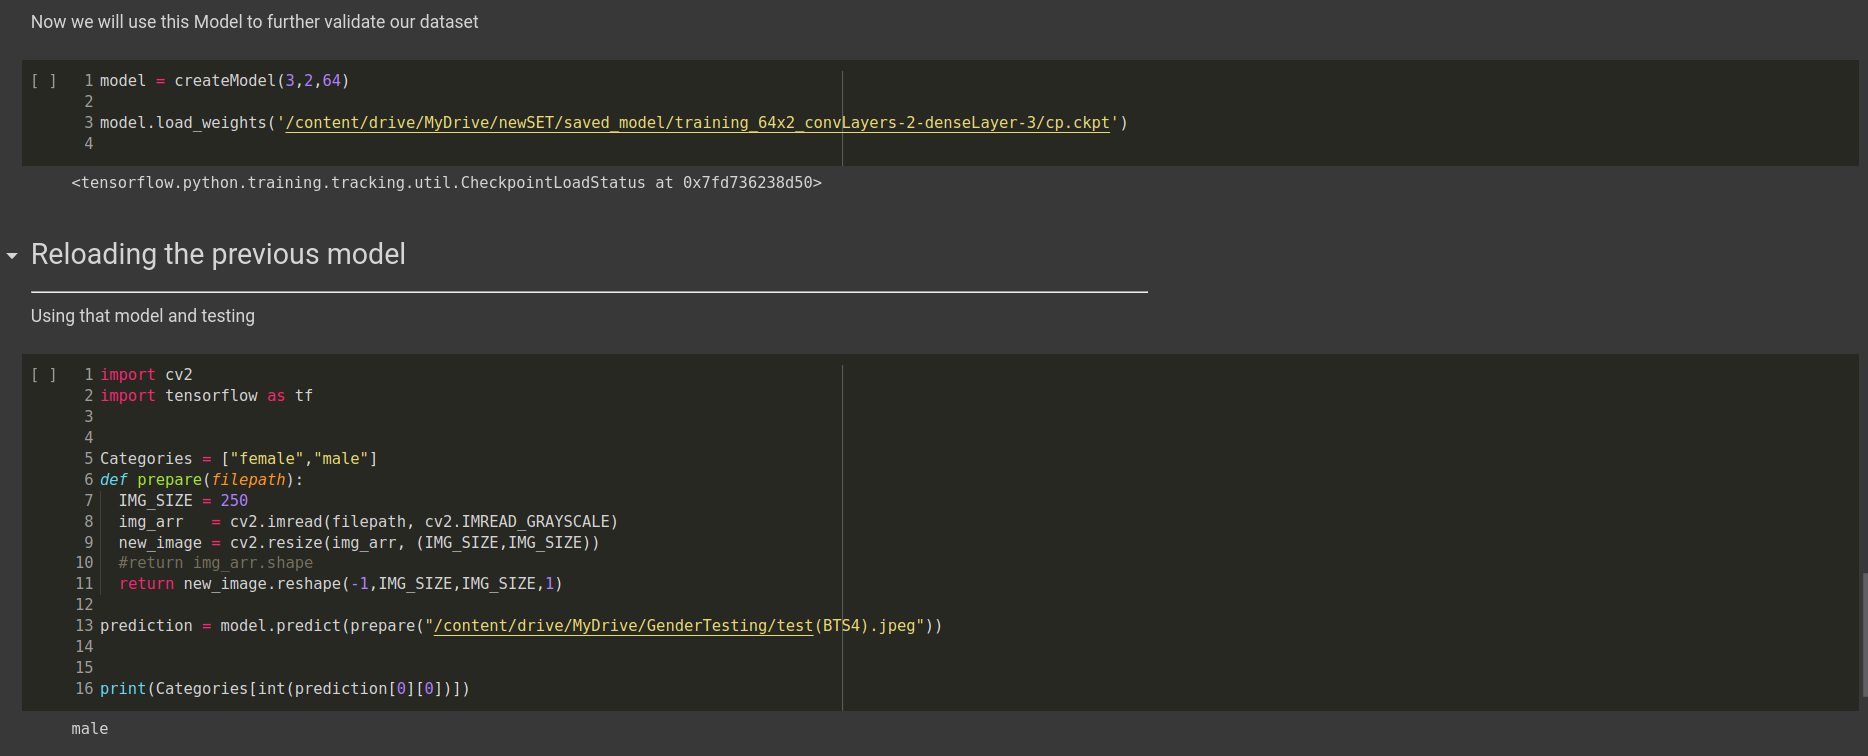 Now we will use this Model to further validate our dataset
[ ] 1 model = createModel(3,2,64)
2
3 model.load_weights('/content/drive/MyDrive/newSET/saved_model/training_64x2_convLayers-2-denseLayer-3/cp.ckpt')
4
<tensorflow.python.training.tracking.util.CheckpointLoadStatus at 0x7fd736238d50>
Reloading the previous model
Using that model and testing
[ ] 1 import cv2
2 import tensorflow as tf
3
4
5 Categories = ["female","male"]
6 def prepare(filepath):
7   IMG_SIZE = 250
8   img_arr   = cv2.imread(filepath, cv2.IMREAD_GRAYSCALE)
9   new_image = cv2.resize(img_arr, (IMG_SIZE,IMG_SIZE))
10   #return img_arr.shape
11   return new_image.reshape(-1,IMG_SIZE,IMG_SIZE,1)
12
13 prediction = model.predict(prepare("/content/drive/MyDrive/GenderTesting/test(BTS4).jpeg"))
14
15
16 print(Categories[int(prediction[0][0])])
male